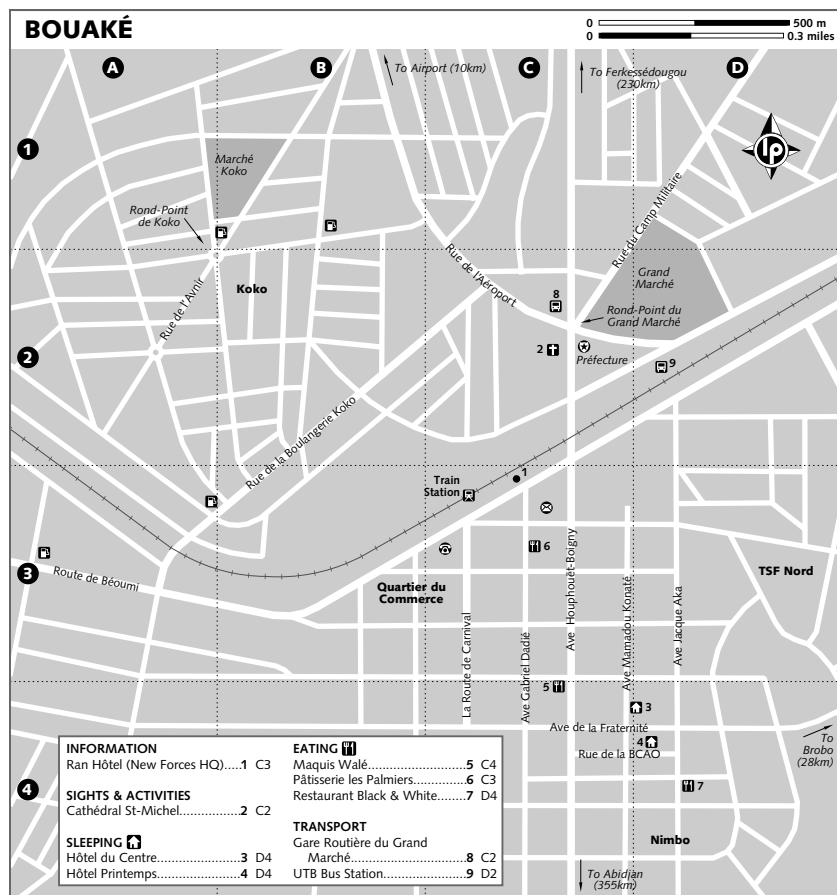 BOUAKÉ
0 500 m
0 0.3 miles
A B C D
To Airport (10km)
To Ferkessédougou
(230km)
lp
1
Marché
Koko
Rue du Camp Militaire
Rond-Point
de Koko
Rue de l'Aéroport
Grand
Marché
Koko
8
Rue de l'Avnir
Rond-Point du
Grand Marché
2
2
Préfecture
9
Rue de la Boulangerie Koko
Train
Station
1
6
3
Route de Béoumi
Quartier du
Commerce
TSF Nord
La Route de Carnival
Ave Gabriel Dadié
Ave Houphouët-Boigny
Ave Mamadou Konaté
Ave Jacque Aka
5
3
Ave de la Fraternité
4
Rue de la BCAO
To
Brobo
(28km)
7
4
Nimbo
To Abidjan
(355km)
INFORMATION
Ran Hôtel (New Forces HQ)....1 C3
SIGHTS & ACTIVITIES
Cathédral St-Michel..................2 C2
SLEEPING
Hôtel du Centre.......................3 D4
Hôtel Printemps.......................4 D4
EATING
Maquis Walé...........................5 C4
Pâtisserie les Palmiers...............6 C3
Restaurant Black & White........7 D4
TRANSPORT
Gare Routière du Grand
Marché.................................8 C2
UTB Bus Station.......................9 D2